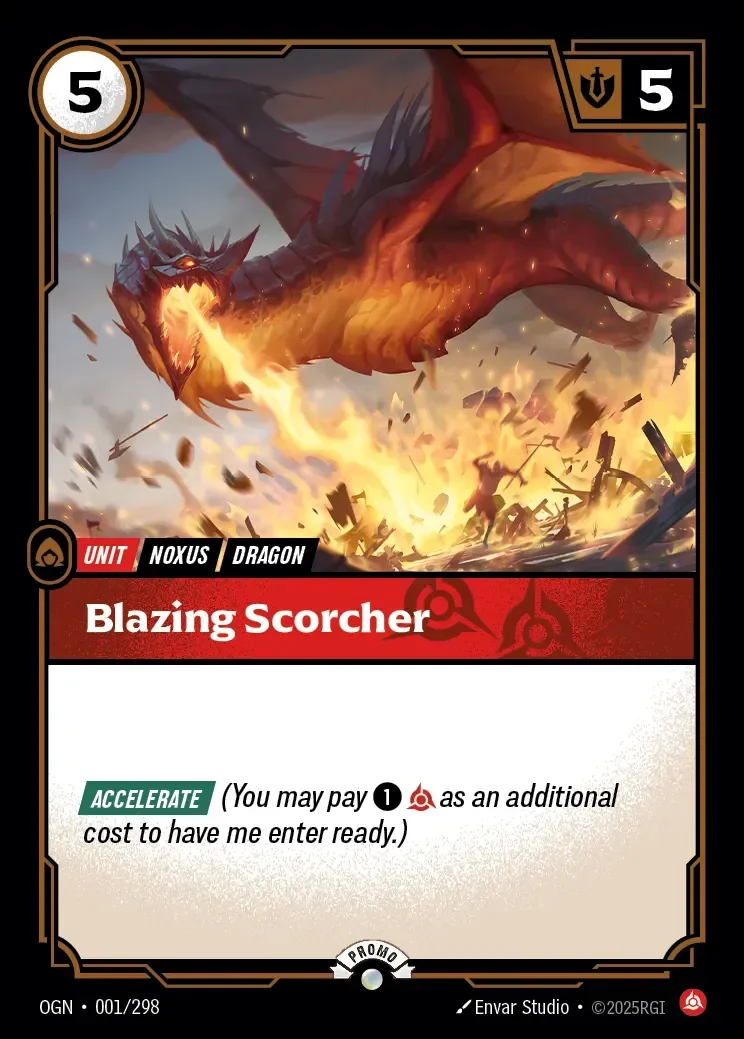 5
5
UNIT NOXUS DRAGON
Blazing Scorcher
ACCELERATE (You may pay 1 as an additional
cost to have me enter ready.)
PROMO
OGN • 001/298 Envar Studio • ©2025RGI